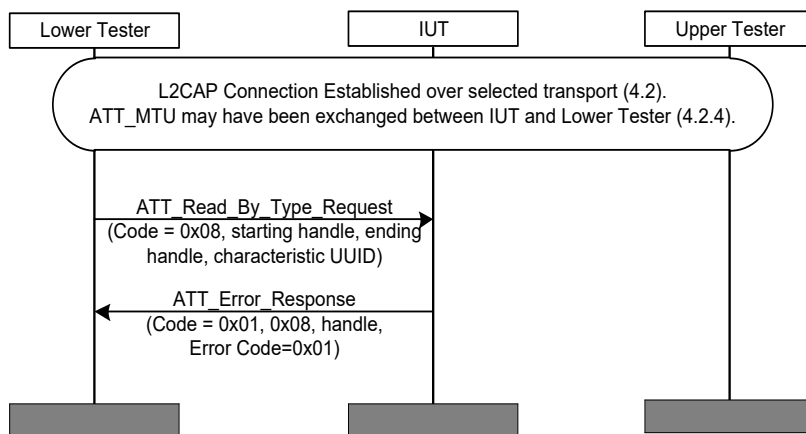 Lower Tester
IUT
Upper Tester
L2CAP Connection Established over selected transport (4.2).
ATT_MTU may have been exchanged between IUT and Lower Tester (4.2.4).
ATT_Read_By_Type_Request
(Code = 0x08, starting handle, ending
handle, characteristic UUID)
ATT_Error_Response
(Code = 0x01, 0x08, handle,
Error Code=0x01)